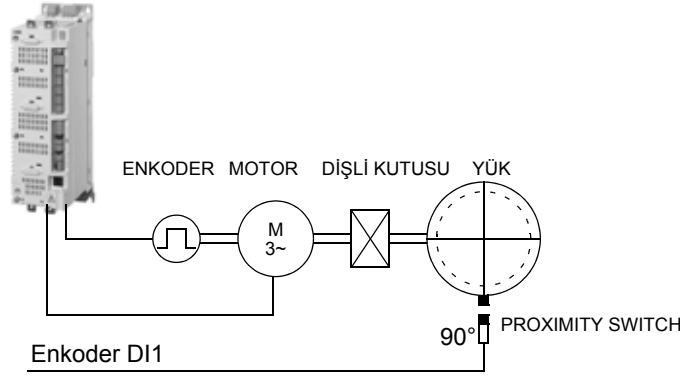 ENKODER MOTOR DİŞLİ KUTUSU YÜK
M
3~
PROXIMITY SWITCH
90°
Enkoder DI1